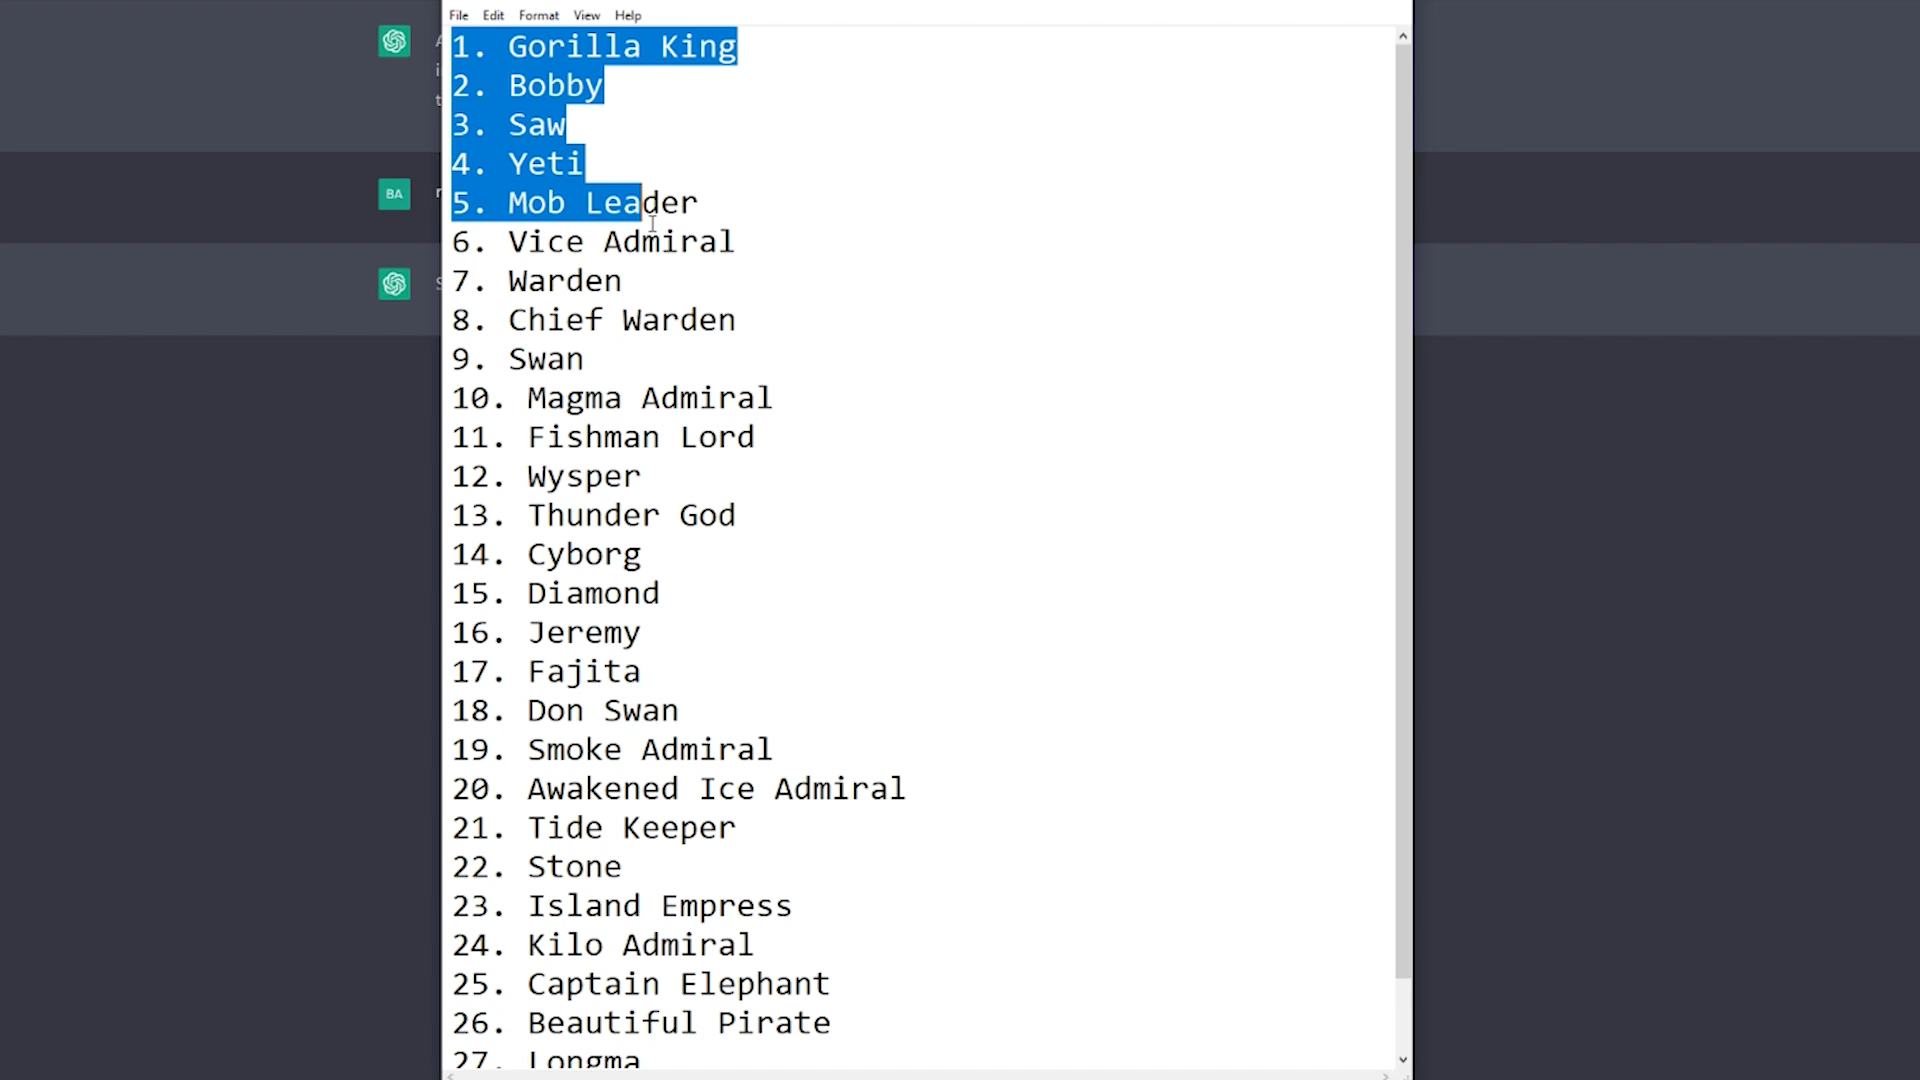 File Edit Format View Help
1. Gorilla King
2. Bobby
3. Saw
4. Yeti
5. Mob Leader
6. Vice Admiral
7. Warden
8. Chief Warden
9. Swan
10. Magma Admiral
11. Fishman Lord
12. Wysper
13. Thunder God
14. Cyborg
15. Diamond
16. Jeremy
17. Fajita
18. Don Swan
19. Smoke Admiral
20. Awakened Ice Admiral
21. Tide Keeper
22. Stone
23. Island Empress
24. Kilo Admiral
25. Captain Elephant
26. Beautiful Pirate
27. Longma
BA